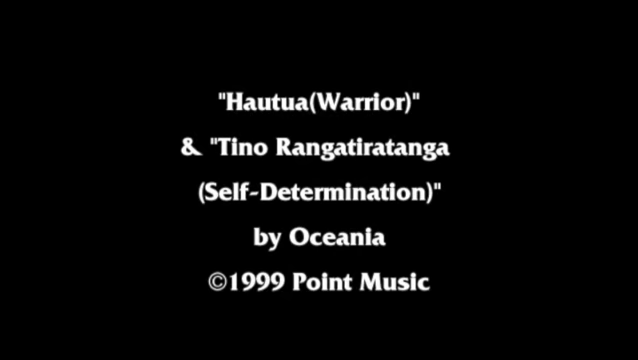 "Hautua(Warrior)"
& "Tino Rangatiratanga
(Self-Determination)"
by Oceania
©1999 Point Music